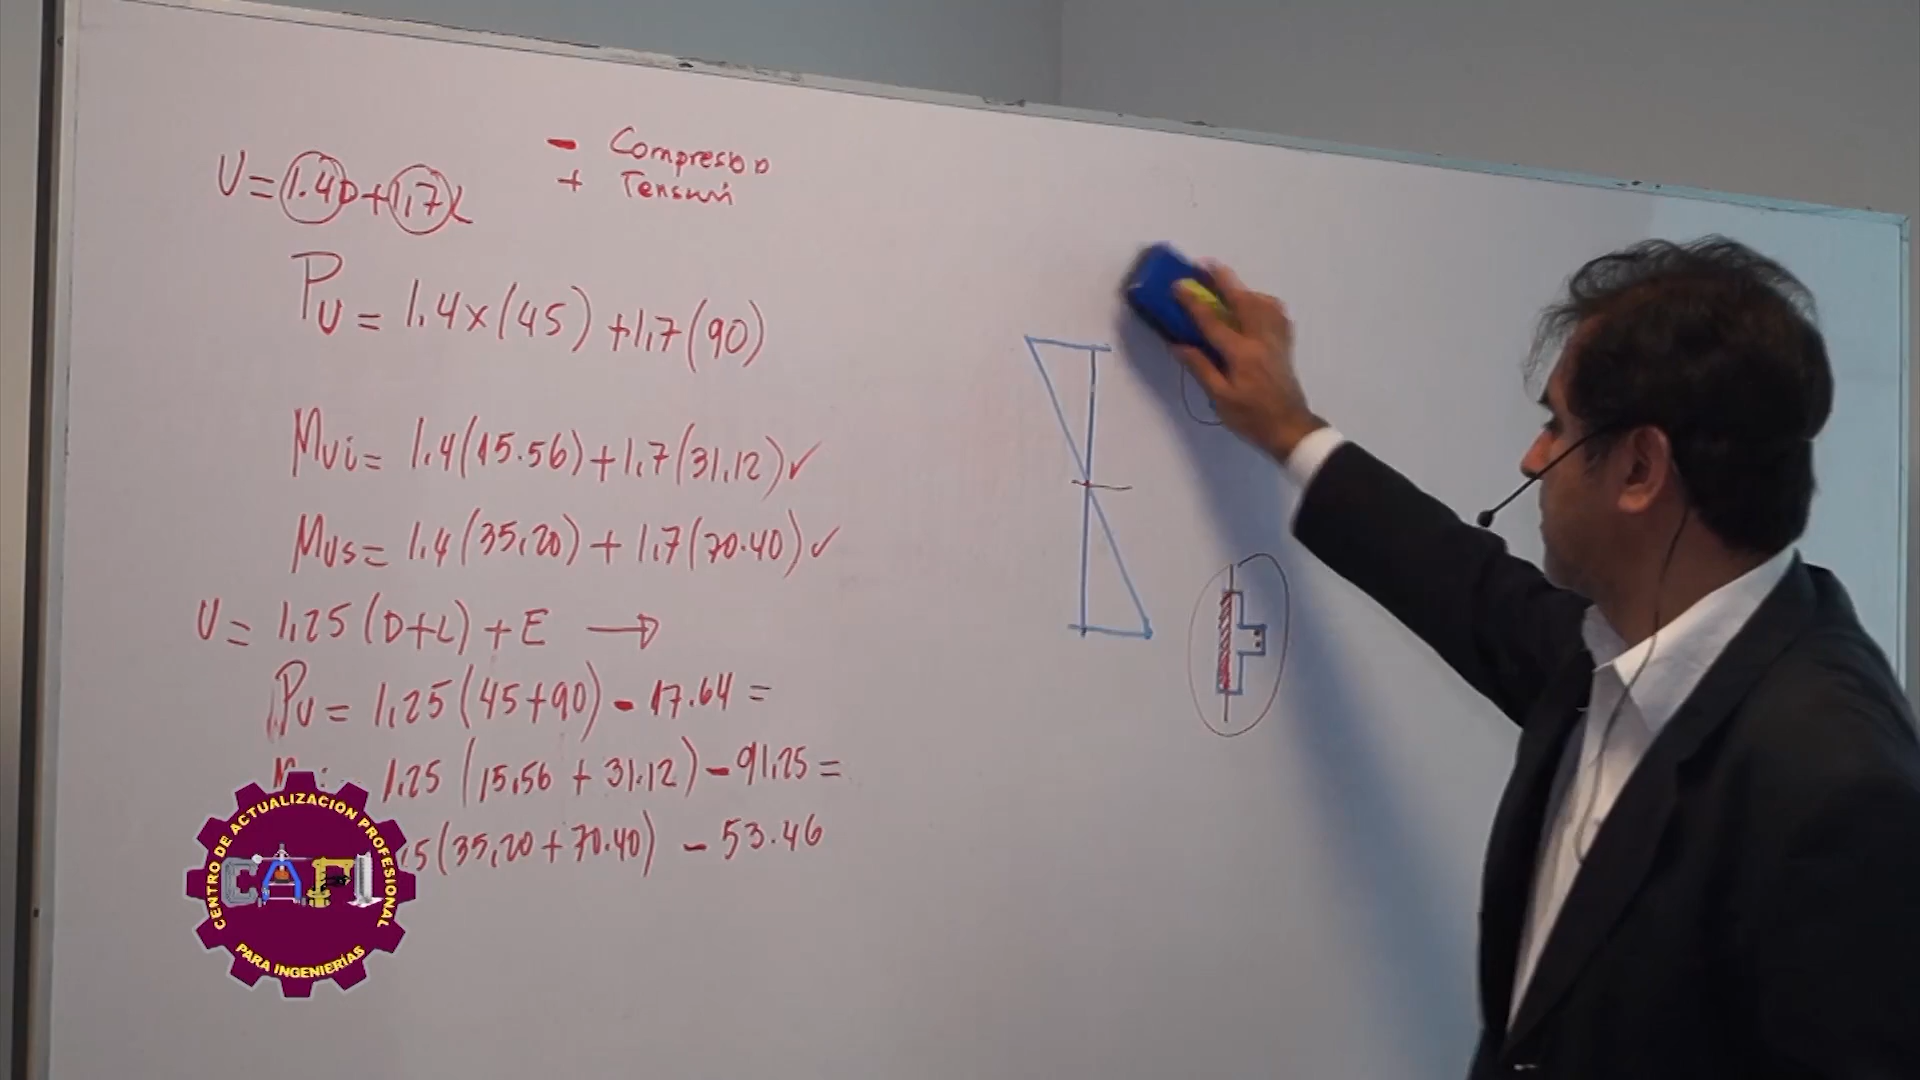 U = 1.4D + 1,7L
- Compresión
+ Tensión
Pu = 1.4x(45) + 1,7(90)
Mui = 1.4(15.56) + 1.7(31,12) ✓
Mus = 1.4(35,20) + 1.7(70.40) ✓
U = 1,25 (D+L) + E →
Pu = 1,25(45+90) - 17.64 =
1.25 (15,56 + 31.12) - 91,25 =
5(35,20 + 70.40) - 53.46
CENTRO DE ACTUALIZACIÓN PROFESIONAL
CAPI
PARA INGENIERÍAS